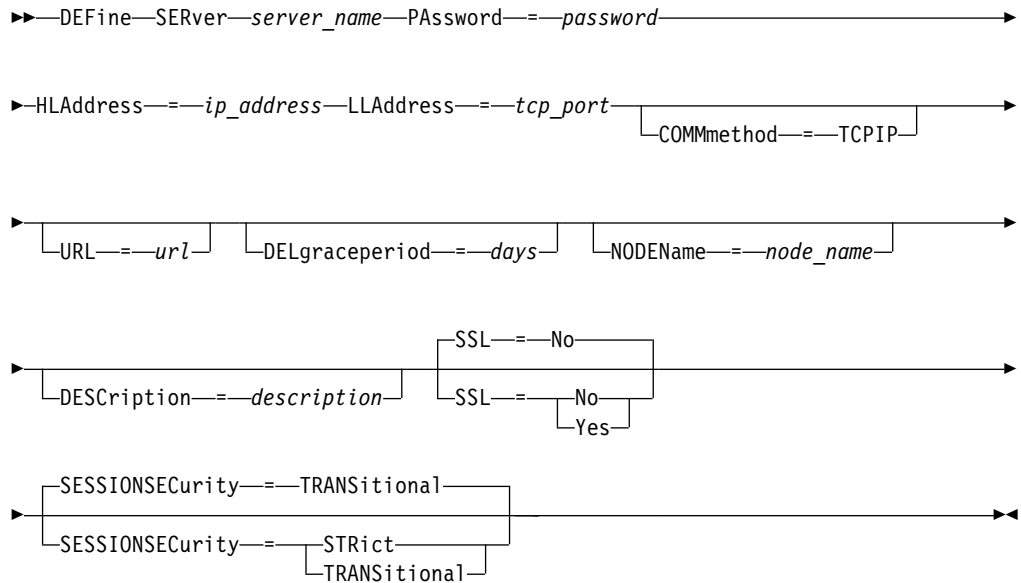 DEFine SERver server_name PAssword = password
HLAddress = ip_address LLAddress = tcp_port
COMMmethod = TCPIP
URL = url DELgraceperiod = days NODEName = node_name
SSL = No
DESCription = description SSL = No
Yes
SESSIONSECurity = TRANSitional
SESSIONSECurity = STRict
TRANSitional